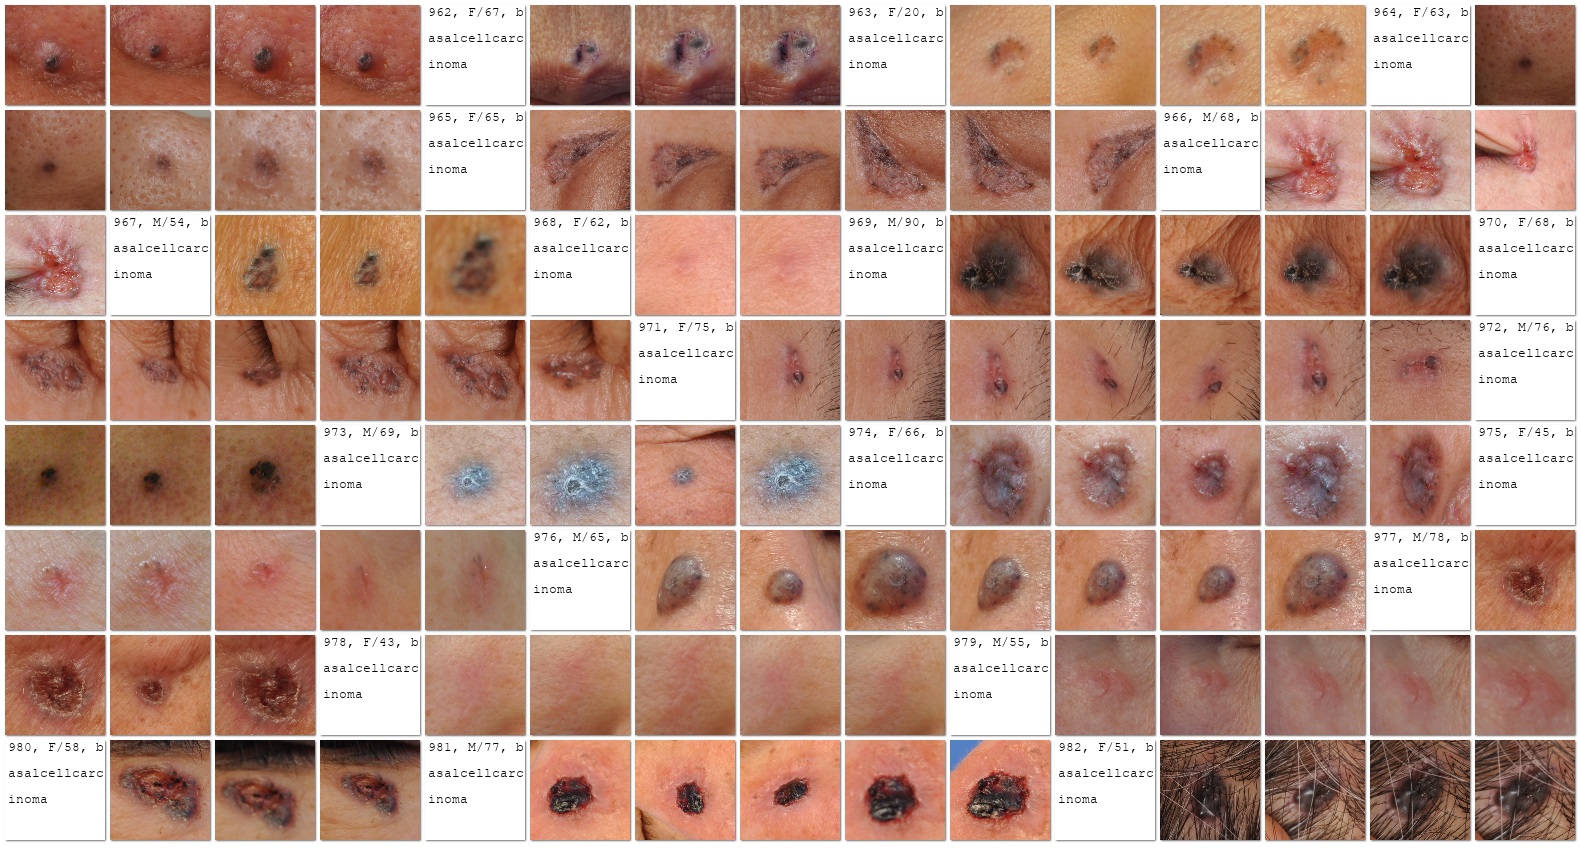 962, F/67, b
asalcellcarc
inoma
963, F/20, b
asalcellcarc
inoma
964, F/63, b
asalcellcarc
inoma
965, F/65, b
asalcellcarc
inoma
966, M/68, b
asalcellcarc
inoma
967, M/54, b
asalcellcarc
inoma
968, F/62, b
asalcellcarc
inoma
969, M/90, b
asalcellcarc
inoma
970, F/68, b
asalcellcarc
inoma
971, F/75, b
asalcellcarc
inoma
972, M/76, b
asalcellcarc
inoma
973, M/69, b
asalcellcarc
inoma
974, F/66, b
asalcellcarc
inoma
975, F/45, b
asalcellcarc
inoma
976, M/65, b
asalcellcarc
inoma
977, M/78, b
asalcellcarc
inoma
978, F/43, b
asalcellcarc
inoma
979, M/55, b
asalcellcarc
inoma
980, F/58, b
asalcellcarc
inoma
981, M/77, b
asalcellcarc
inoma
982, F/51, b
asalcellcarc
inoma